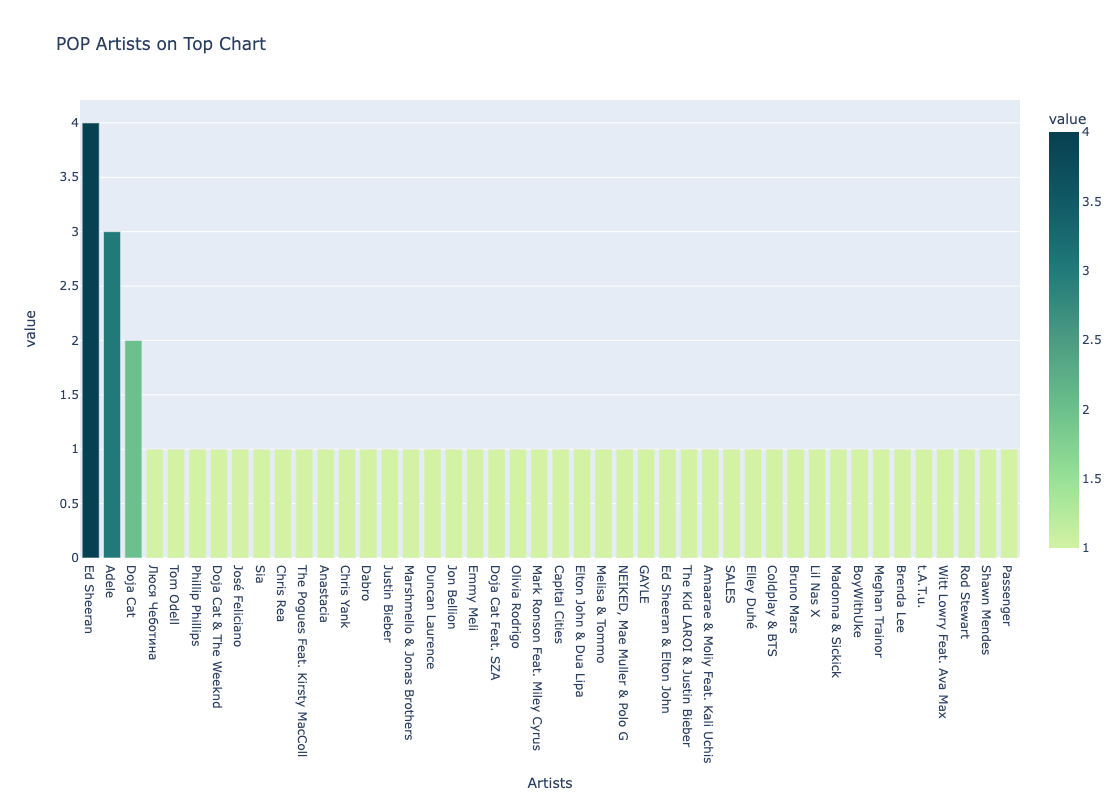 POP Artists on Top Chart
value
4
3.5
3
2.5
2
1.5
1
0.5
0
Ed Sheeran
Adele
Doja Cat
Люся Чеботина
Tom Odell
Phillip Phillips
Doja Cat & The Weeknd
José Feliciano
Sia
Chris Rea
The Pogues Feat. Kirsty MacColl
Anastacia
Chris Yank
Dabro
Justin Bieber
Marshmello & Jonas Brothers
Duncan Laurence
Jon Bellion
Emmy Meli
Doja Cat Feat. SZA
Olivia Rodrigo
Mark Ronson Feat. Miley Cyrus
Capital Cities
Elton John & Dua Lipa
Melisa & Tommo
NEIKED, Mae Muller & Polo G
GAYLE
Ed Sheeran & Elton John
The Kid LAROI & Justin Bieber
Amaarae & Moliy Feat. Kali Uchis
SALES
Elley Duhé
Coldplay & BTS
Bruno Mars
Lil Nas X
Madonna & Sickick
BoyWithUke
Meghan Trainor
Brenda Lee
t.A.T.u.
Witt Lowry Feat. Ava Max
Rod Stewart
Shawn Mendes
Passenger
Artists
value
4
3.5
3
2.5
2
1.5
1